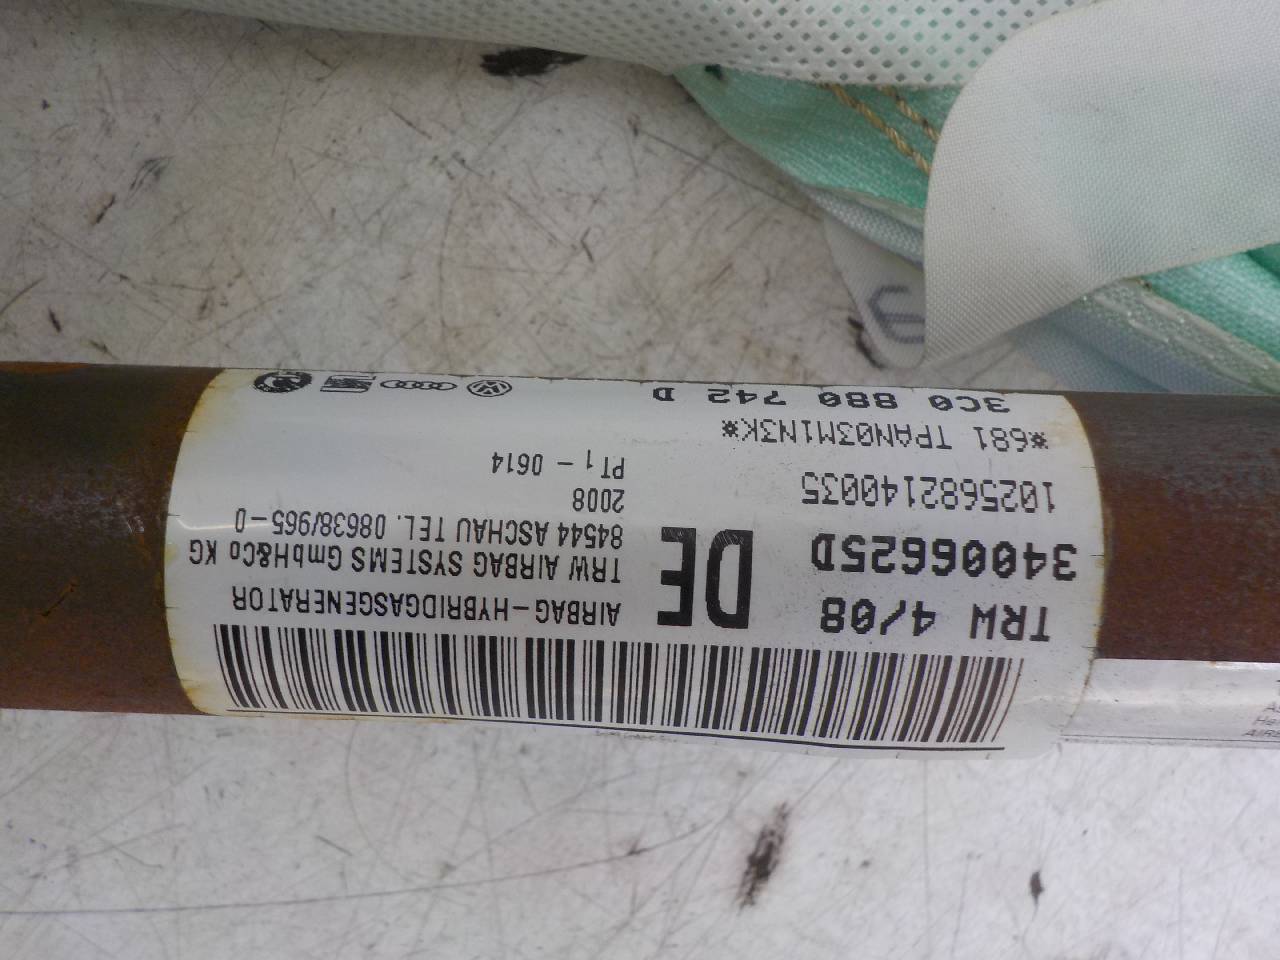 TRW 4/08
34006625D
DE
1025682140035
*681 TPAN03M1N3K*
3C0 880 742 D
AIRBAG-HYBRIDGASGENERATOR
TRW AIRBAG SYSTEMS GmbH&Co KG
84544 ASCHAU TEL. 08638/965-0
2008
PT1 - 0614